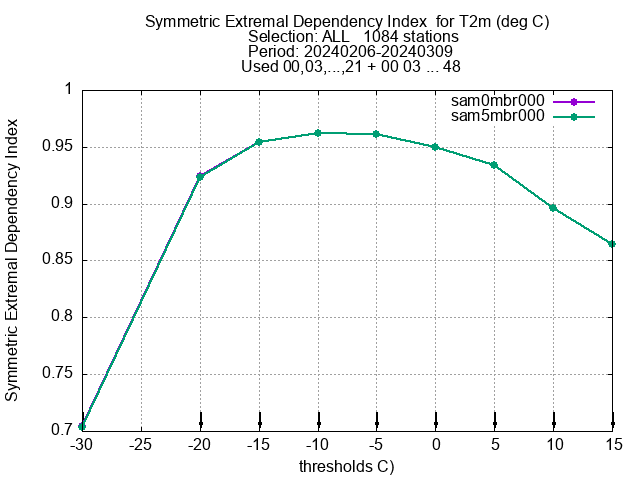 Symmetric Extremal Dependency Index  for T2m (deg C)
Selection: ALL   1084 stations
Period: 20240206-20240309
Used 00,03,...,21 + 00 03 ... 48
sam0mbr000
sam5mbr000
Symmetric Extremal Dependency Index
1
0.95
0.9
0.85
0.8
0.75
0.7
-30 -25 -20 -15 -10 -5 0 5 10 15
thresholds C)